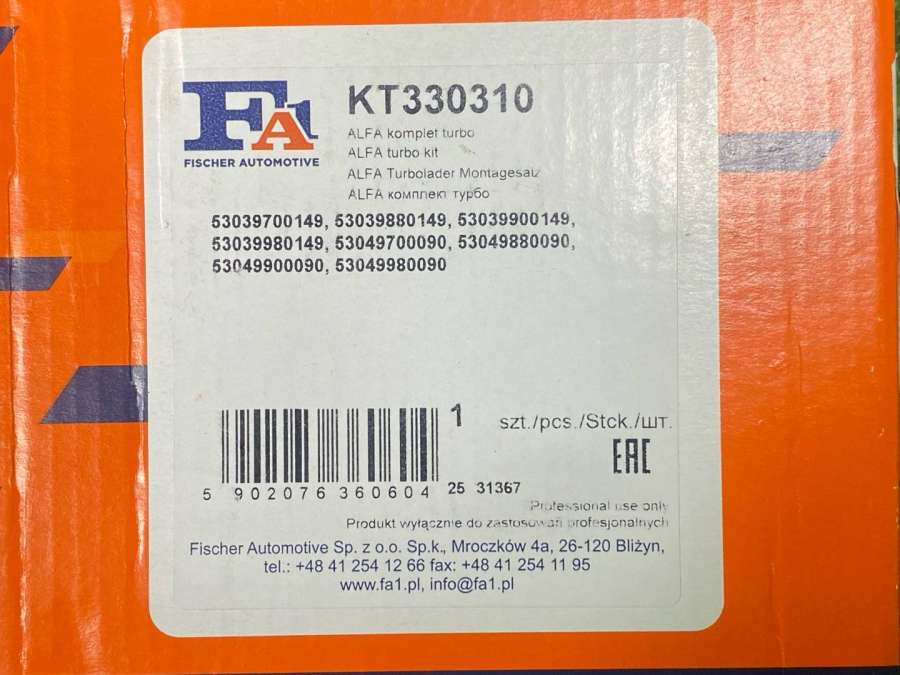 FA1
KT330310
FISCHER AUTOMOTIVE
ALFA komplet turbo
ALFA turbo kit
ALFA Turbolader Montagesatz
ALFA комплект турбо
53039700149, 53039880149, 53039900149,
53039980149, 53049700090, 53049880090,
53049900090, 53049980090
1 szt./pcs./Stck./шт.
EAC
5 902076 360604 25 31367
Professional use only
Produkt wyłącznie do zastosowań profesjonalnych
Fischer Automotive Sp. z o.o. Sp.k., Mroczków 4a, 26-120 Bliżyn,
tel.: +48 41 254 12 66 fax: +48 41 254 11 95
www.fa1.pl, info@fa1.pl